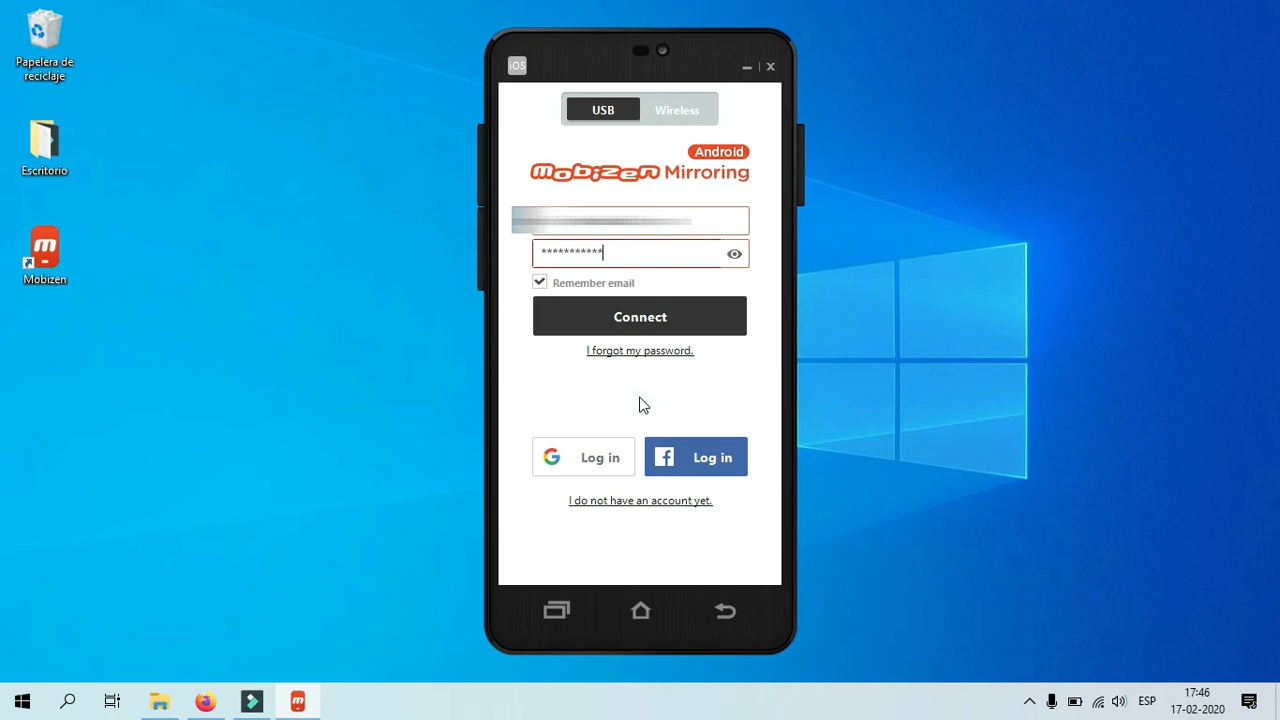 Papelera de
reciclaje
Escritorio
Mobizen
iOS
USB Wireless
Android
mobizen Mirroring
***********
Remember email
Connect
I forgot my password.
Log in
Log in
I do not have an account yet.
ESP
17:46
17-02-2020